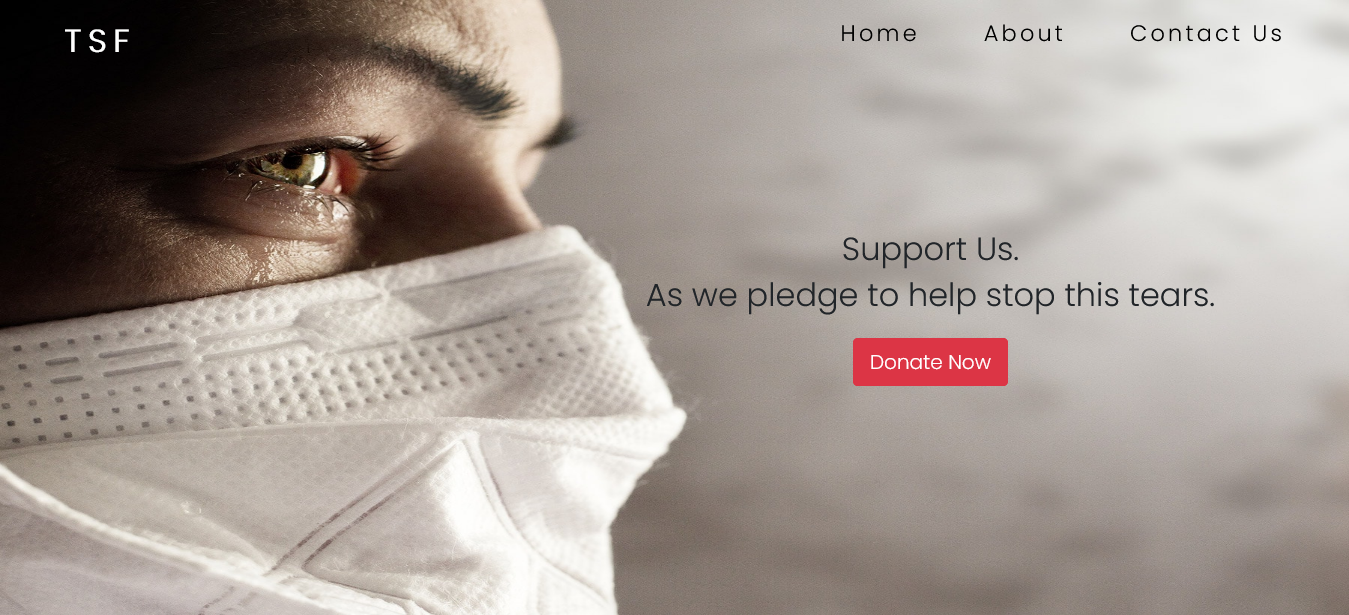 TSF
Home
About
Contact Us
Support Us.
As we pledge to help stop this tears.
Donate Now